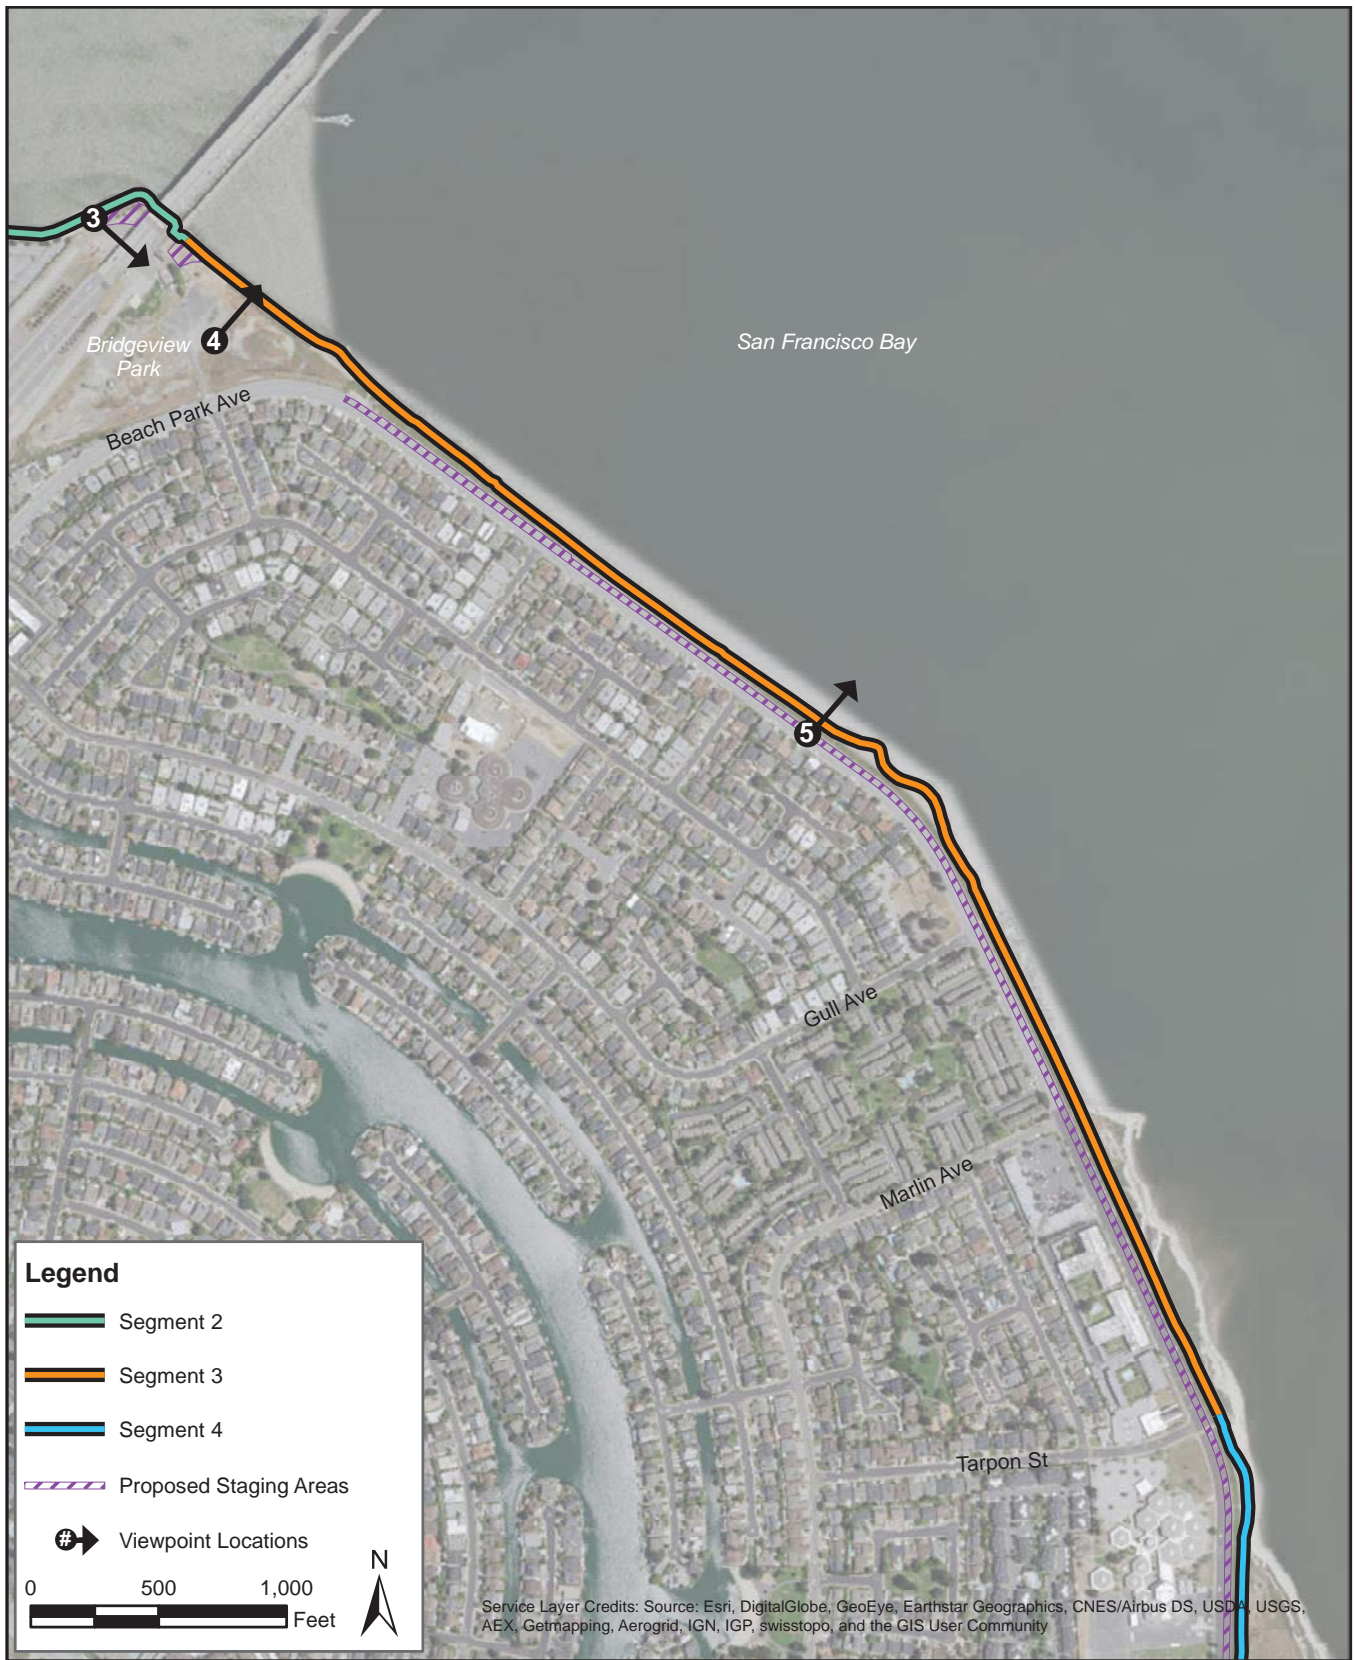 3
4
Bridgeview
Park
San Francisco Bay
Beach Park Ave
5
Gull Ave
Marlin Ave
Tarpon St
Legend
Segment 2
Segment 3
Segment 4
Proposed Staging Areas
# Viewpoint Locations
N
0 500 1,000
Feet
Service Layer Credits: Source: Esri, DigitalGlobe, GeoEye, Earthstar Geographics, CNES/Airbus DS, USDA, USGS,
AEX, Getmapping, Aerogrid, IGN, IGP, swisstopo, and the GIS User Community